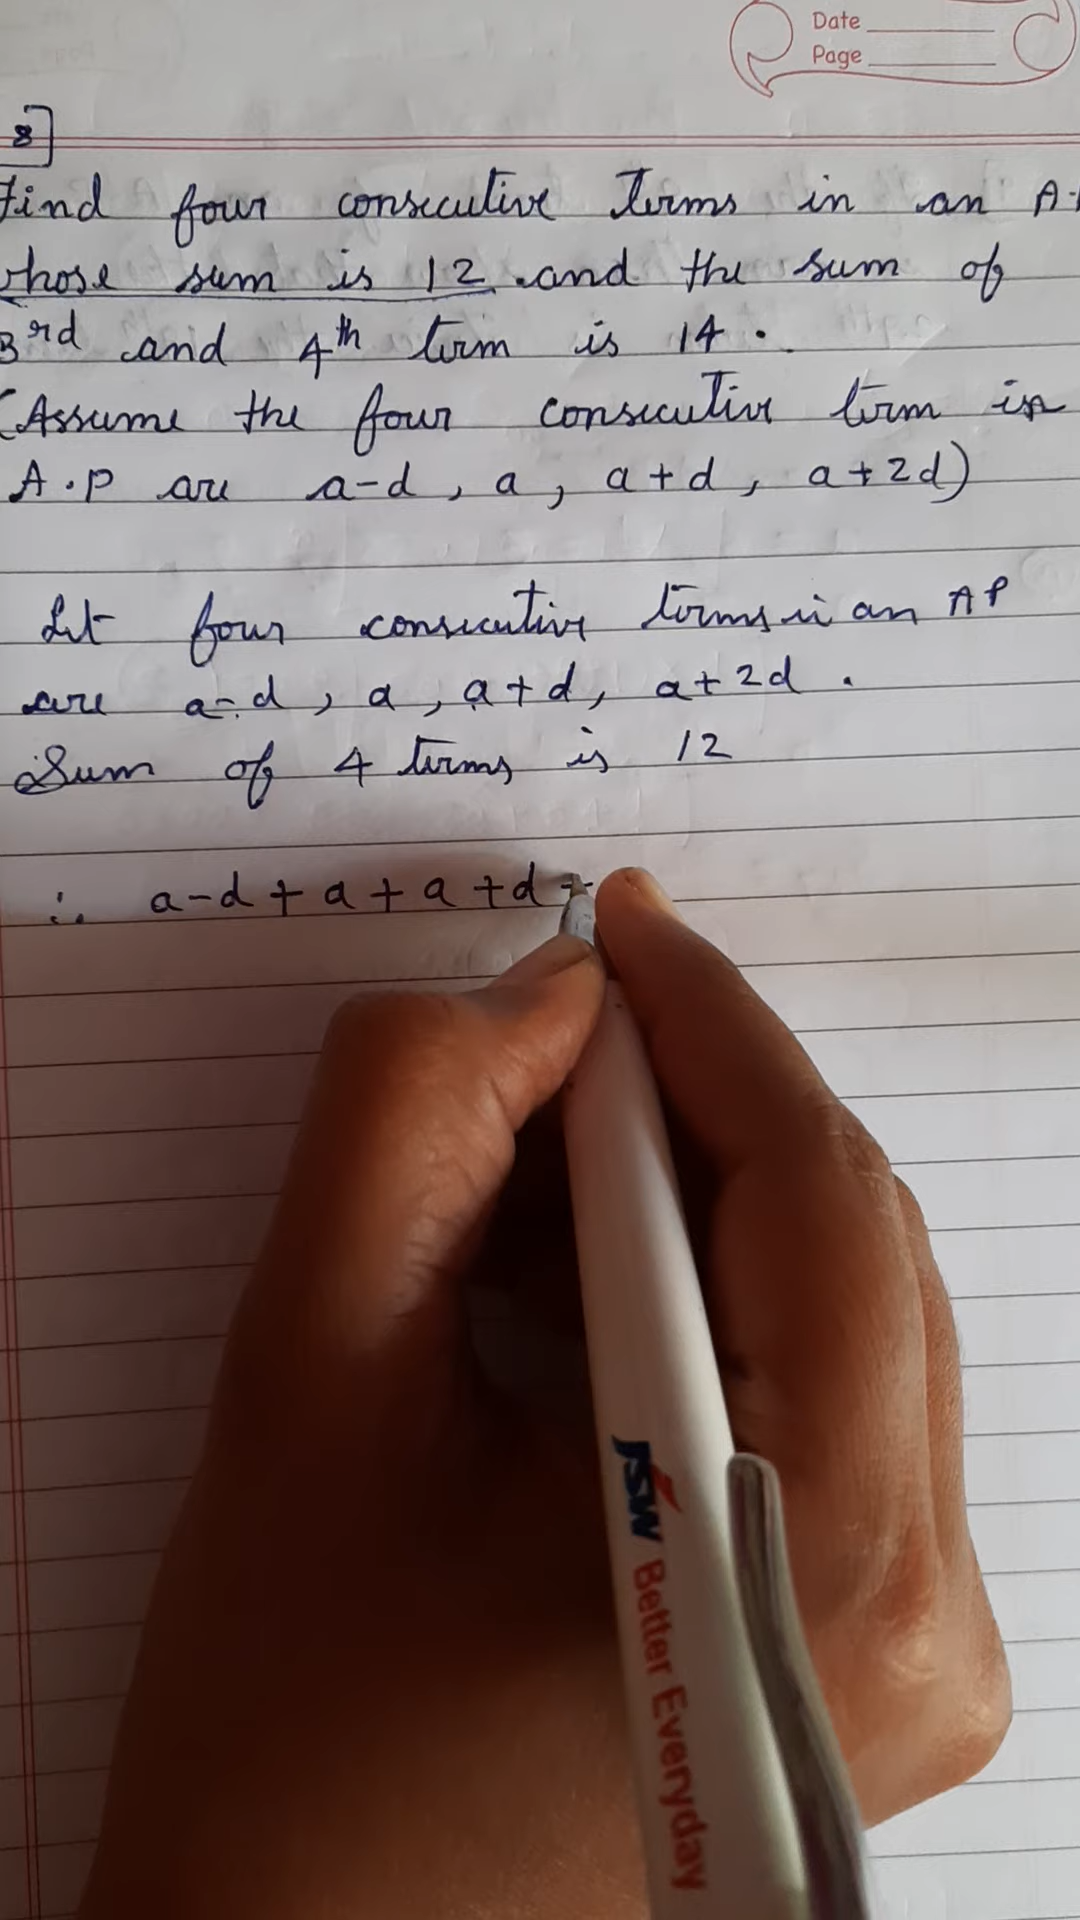 Date
Page
8
Find four consecutive terms in an A.
whose sum is 12 and the sum of
3rd and 4th term is 14.
(Assume the four consecutive term in
A.P are a-d, a, a+d, a+2d)
Let four consecutive terms in an AP
are a-d, a, a+d, a+2d.
Sum of 4 terms is 12
∴ a-d+a+a+d+
JSW Better Everyday